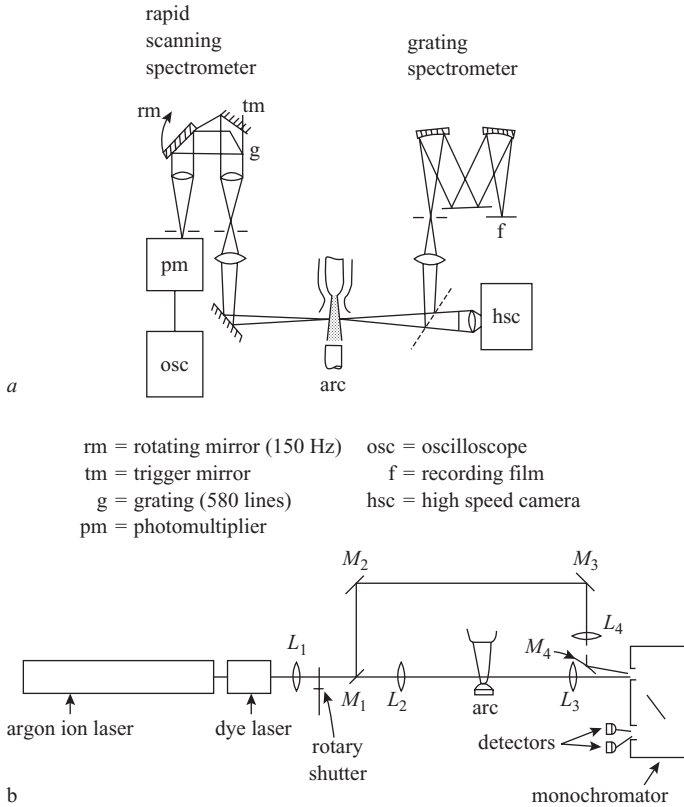 rapid
scanning
spectrometer
grating
spectrometer
rm
tm
g
f
pm
hsc
osc
arc
a
rm = rotating mirror (150 Hz)
tm = trigger mirror
g = grating (580 lines)
pm = photomultiplier
osc = oscilloscope
f = recording film
hsc = high speed camera
M2
M3
L1
L4
M4
M1
L2
arc
L3
argon ion laser
dye laser
rotary
shutter
detectors
monochromator
b